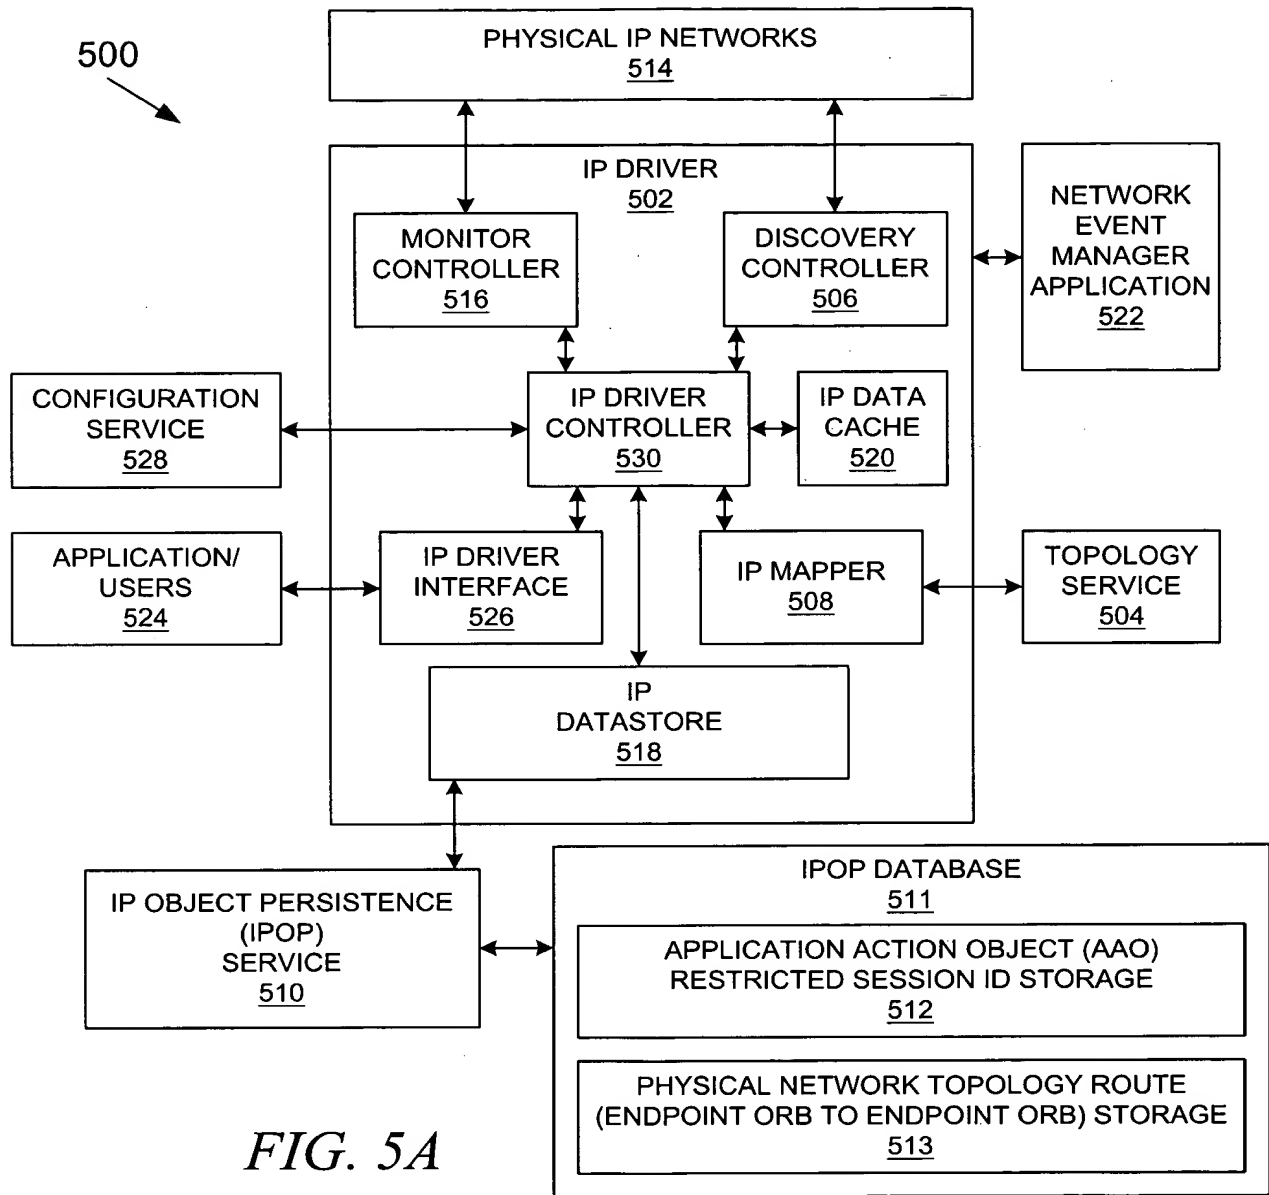 500
PHYSICAL IP NETWORKS
514
IP DRIVER
502
MONITOR
CONTROLLER
516
DISCOVERY
CONTROLLER
506
NETWORK
EVENT
MANAGER
APPLICATION
522
CONFIGURATION
SERVICE
528
IP DRIVER
CONTROLLER
530
IP DATA
CACHE
520
APPLICATION/
USERS
524
IP DRIVER
INTERFACE
526
IP MAPPER
508
TOPOLOGY
SERVICE
504
IP
DATASTORE
518
IP OBJECT PERSISTENCE
(IPOP)
SERVICE
510
IPOP DATABASE
511
APPLICATION ACTION OBJECT (AAO)
RESTRICTED SESSION ID STORAGE
512
PHYSICAL NETWORK TOPOLOGY ROUTE
(ENDPOINT ORB TO ENDPOINT ORB) STORAGE
513
FIG. 5A